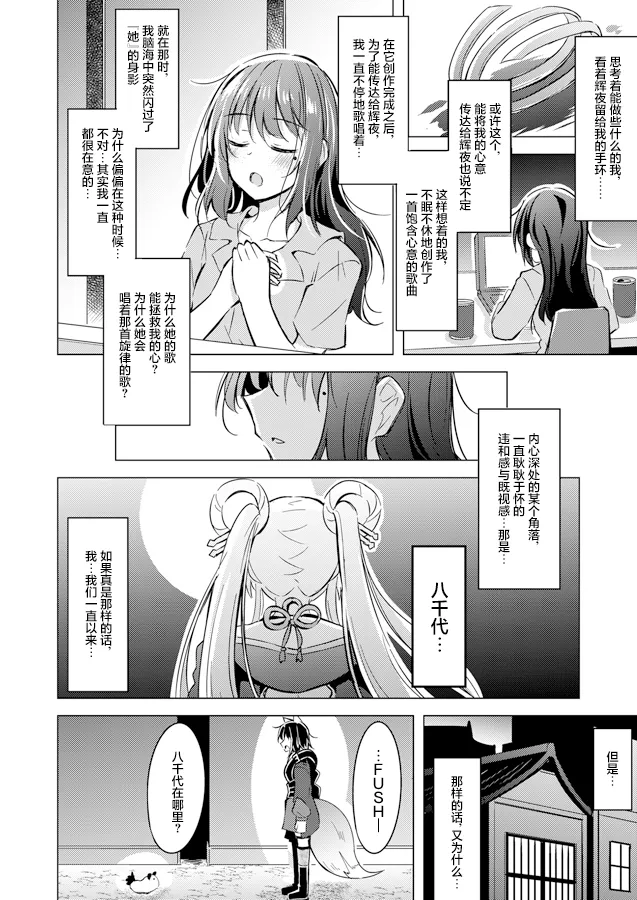 思考着能做些什么的我，
看着辉夜留给我的手环…
或许这个，
能将我的心意
传达给辉夜也说不定
这样想着的我，
不眠不休地创作了
一首饱含心意的歌曲
在它创作完成之后，
为了能传达给辉夜，
我一直不停地歌唱着…
就在那时，
我脑海中突然闪过了
『她』的身影
为什么偏偏在这种时候…
不对…其实我一直
都很在意的…
为什么她的歌
能拯救我的心？
为什么她会
唱着那首旋律的歌？
内心深处的某个角落，
一直耿耿于怀的
违和感与既视感…那是…
八千代…
如果真是那样的话，
我…我们一直以来…
但是…
那样的话，又为什么…
…FUSHI
八千代在哪里？